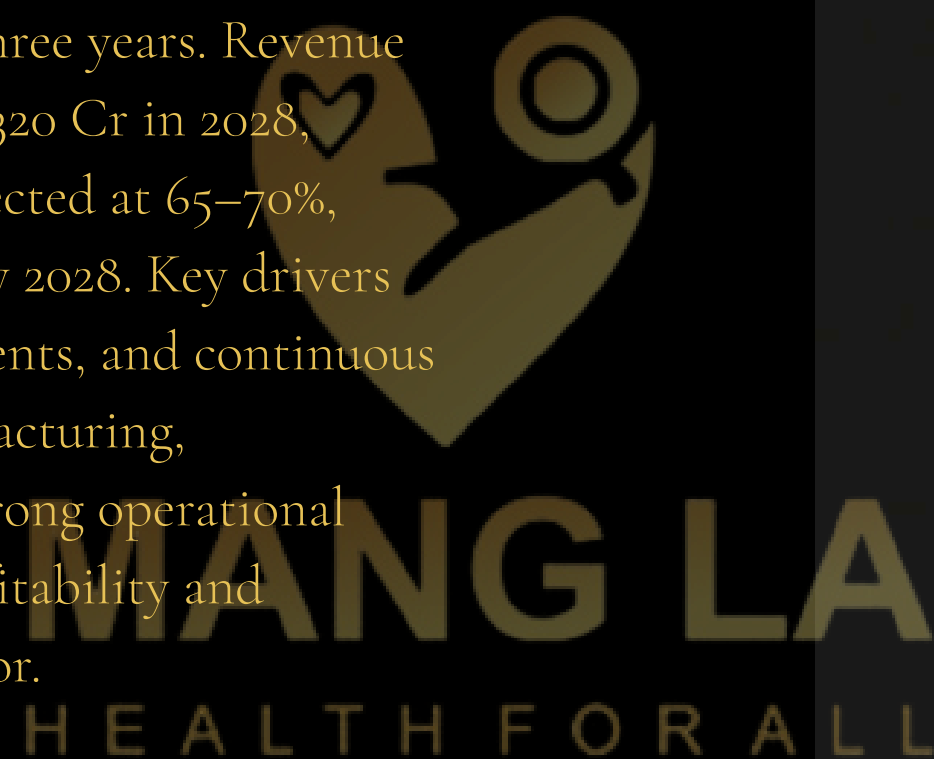 hree years. Revenue
320 Cr in 2028,
ected at 65–70%,
y 2028. Key drivers
ents, and continuous
acturing,
rong operational
itability and
or.
MANG LA
HEALTH FOR ALL